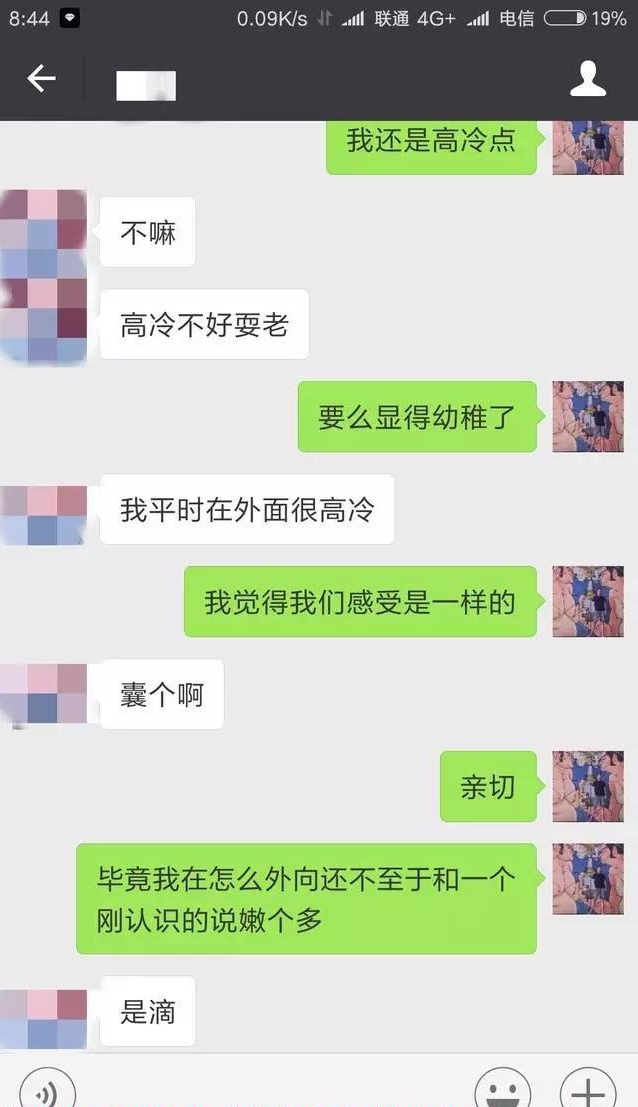 8:44 0.09K/s 联通 4G+ 电信 19%
我还是高冷点
不嘛
高冷不好耍老
要么显得幼稚了
我平时在外面很高冷
我觉得我们感受是一样的
囊个啊
亲切
毕竟我在怎么外向还不至于和一个
刚认识的说嫩个多
是滴